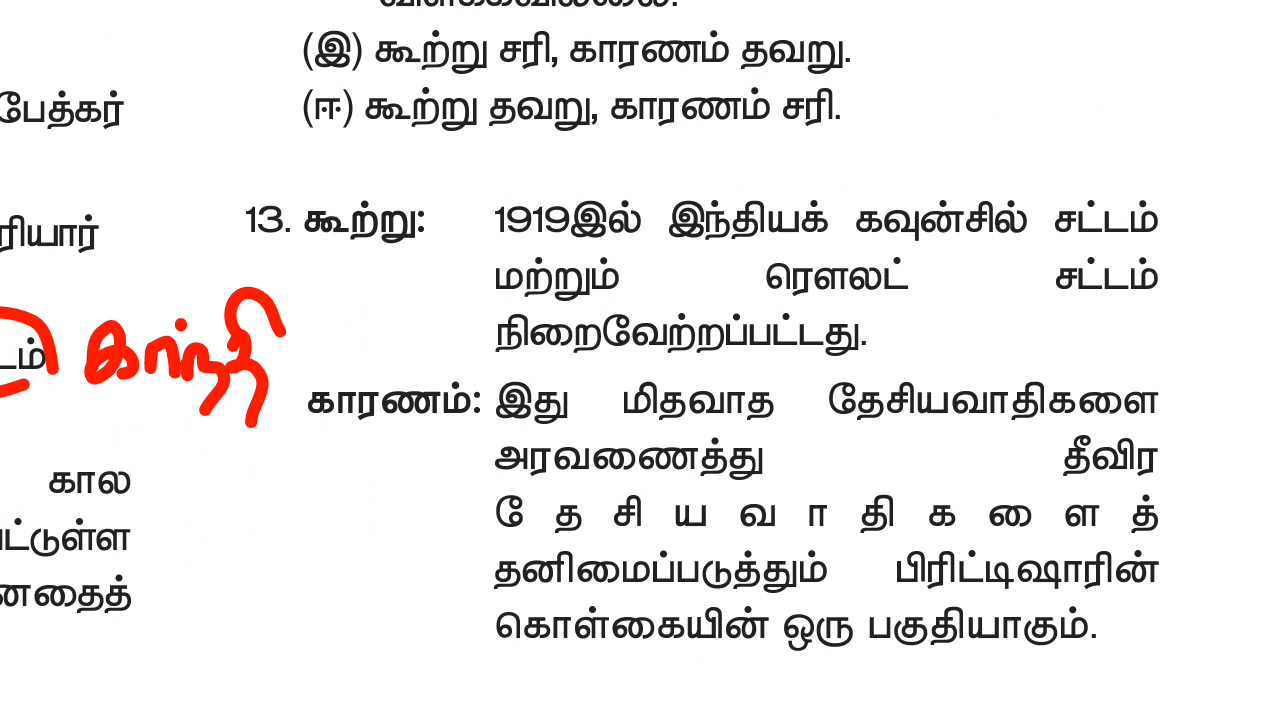 (இ) கூற்று சரி, காரணம் தவறு.
(ஈ) கூற்று தவறு, காரணம் சரி.
13. கூற்று: 1919இல் இந்தியக் கவுன்சில் சட்டம்
மற்றும் ரௌலட் சட்டம்
நிறைவேற்றப்பட்டது.
காரணம்: இது மிதவாத தேசியவாதிகளை
அரவணைத்து தீவிர
தேசியவாதிகளைத்
தனிமைப்படுத்தும் பிரிட்டிஷாரின்
கொள்கையின் ஒரு பகுதியாகும்.
பேத்கர்
ரியார்
டம் காந்தி
கால
பட்டுள்ள
னதைத்